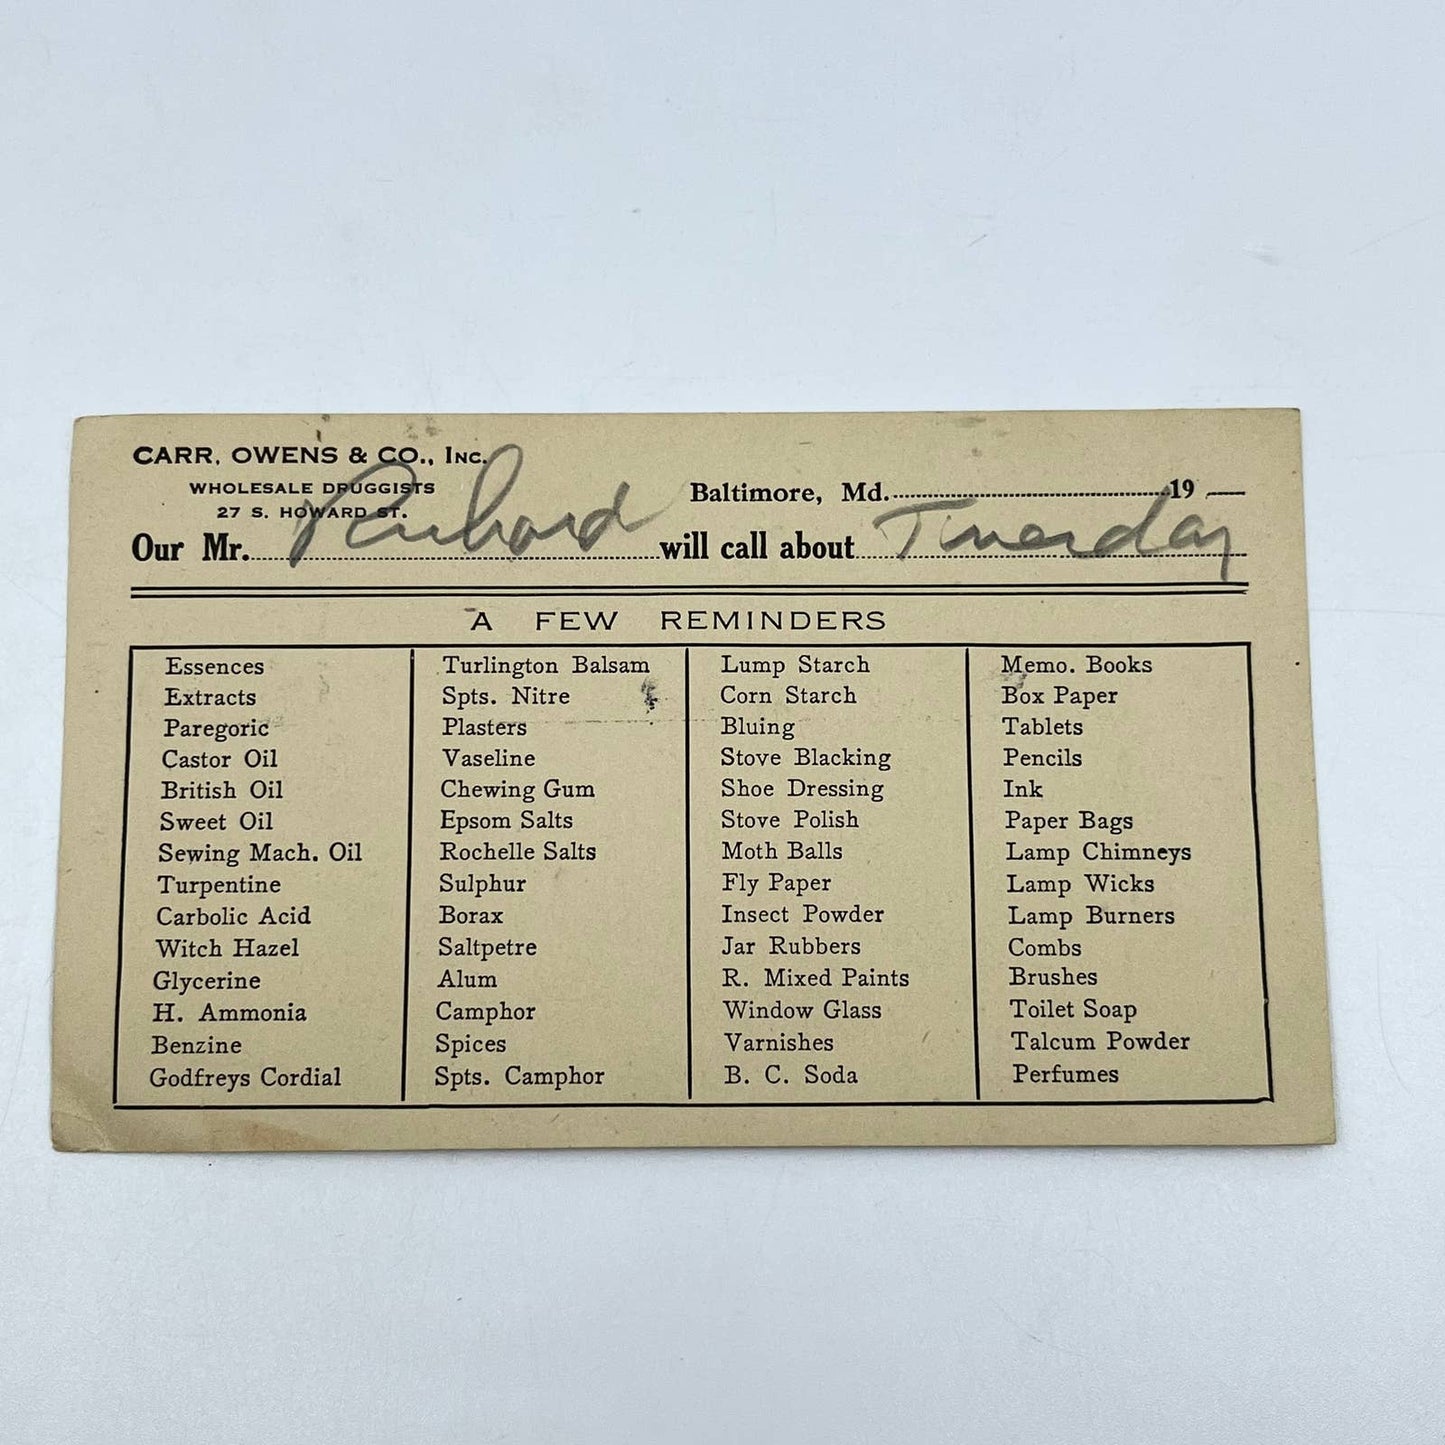 CARR, OWENS & CO., INC.
WHOLESALE DRUGGISTS
27 S. HOWARD ST.
Baltimore, Md. 19
Our Mr. Richard will call about Tuesday
A FEW REMINDERS
Essences
Extracts
Paregoric
Castor Oil
British Oil
Sweet Oil
Sewing Mach. Oil
Turpentine
Carbolic Acid
Witch Hazel
Glycerine
H. Ammonia
Benzine
Godfreys Cordial
Turlington Balsam
Spts. Nitre
Plasters
Vaseline
Chewing Gum
Epsom Salts
Rochelle Salts
Sulphur
Borax
Saltpetre
Alum
Camphor
Spices
Spts. Camphor
Lump Starch
Corn Starch
Bluing
Stove Blacking
Shoe Dressing
Stove Polish
Moth Balls
Fly Paper
Insect Powder
Jar Rubbers
R. Mixed Paints
Window Glass
Varnishes
B. C. Soda
Memo. Books
Box Paper
Tablets
Pencils
Ink
Paper Bags
Lamp Chimneys
Lamp Wicks
Lamp Burners
Combs
Brushes
Toilet Soap
Talcum Powder
Perfumes